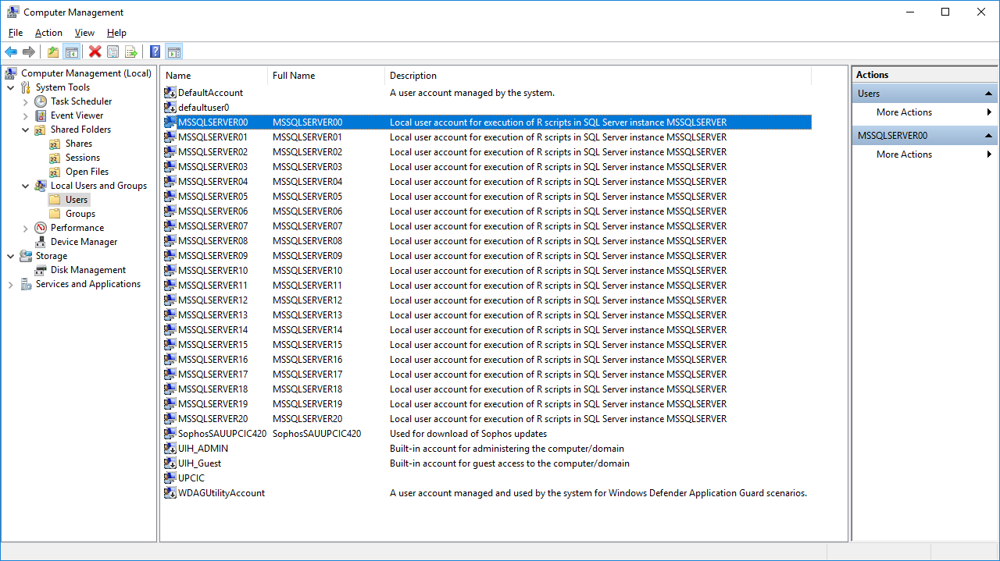 Computer Management
File Action View Help
Computer Management (Local)
System Tools
Task Scheduler
Event Viewer
Shared Folders
Shares
Sessions
Open Files
Local Users and Groups
Users
Groups
Performance
Device Manager
Storage
Disk Management
Services and Applications
Name Full Name Description
DefaultAccount A user account managed by the system.
defaultuser0
MSSQLSERVER00 MSSQLSERVER00 Local user account for execution of R scripts in SQL Server instance MSSQLSERVER
MSSQLSERVER01 MSSQLSERVER01 Local user account for execution of R scripts in SQL Server instance MSSQLSERVER
MSSQLSERVER02 MSSQLSERVER02 Local user account for execution of R scripts in SQL Server instance MSSQLSERVER
MSSQLSERVER03 MSSQLSERVER03 Local user account for execution of R scripts in SQL Server instance MSSQLSERVER
MSSQLSERVER04 MSSQLSERVER04 Local user account for execution of R scripts in SQL Server instance MSSQLSERVER
MSSQLSERVER05 MSSQLSERVER05 Local user account for execution of R scripts in SQL Server instance MSSQLSERVER
MSSQLSERVER06 MSSQLSERVER06 Local user account for execution of R scripts in SQL Server instance MSSQLSERVER
MSSQLSERVER07 MSSQLSERVER07 Local user account for execution of R scripts in SQL Server instance MSSQLSERVER
MSSQLSERVER08 MSSQLSERVER08 Local user account for execution of R scripts in SQL Server instance MSSQLSERVER
MSSQLSERVER09 MSSQLSERVER09 Local user account for execution of R scripts in SQL Server instance MSSQLSERVER
MSSQLSERVER10 MSSQLSERVER10 Local user account for execution of R scripts in SQL Server instance MSSQLSERVER
MSSQLSERVER11 MSSQLSERVER11 Local user account for execution of R scripts in SQL Server instance MSSQLSERVER
MSSQLSERVER12 MSSQLSERVER12 Local user account for execution of R scripts in SQL Server instance MSSQLSERVER
MSSQLSERVER13 MSSQLSERVER13 Local user account for execution of R scripts in SQL Server instance MSSQLSERVER
MSSQLSERVER14 MSSQLSERVER14 Local user account for execution of R scripts in SQL Server instance MSSQLSERVER
MSSQLSERVER15 MSSQLSERVER15 Local user account for execution of R scripts in SQL Server instance MSSQLSERVER
MSSQLSERVER16 MSSQLSERVER16 Local user account for execution of R scripts in SQL Server instance MSSQLSERVER
MSSQLSERVER17 MSSQLSERVER17 Local user account for execution of R scripts in SQL Server instance MSSQLSERVER
MSSQLSERVER18 MSSQLSERVER18 Local user account for execution of R scripts in SQL Server instance MSSQLSERVER
MSSQLSERVER19 MSSQLSERVER19 Local user account for execution of R scripts in SQL Server instance MSSQLSERVER
MSSQLSERVER20 MSSQLSERVER20 Local user account for execution of R scripts in SQL Server instance MSSQLSERVER
SophosSAUUPCIC420 SophosSAUUPCIC420 Used for download of Sophos updates
UIH_ADMIN Built-in account for administering the computer/domain
UIH_Guest Built-in account for guest access to the computer/domain
UPCIC
WDAGUtilityAccount A user account managed and used by the system for Windows Defender Application Guard scenarios.
Actions
Users
More Actions
MSSQLSERVER00
More Actions